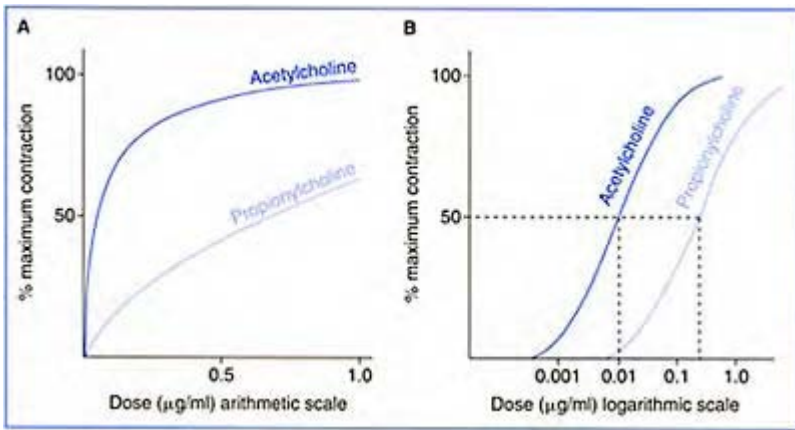 A
% maximum contraction
100
50
Acetylcholine
Propionylcholine
0.5
1.0
Dose (μg/ml) arithmetic scale
B
% maximum contraction
100
50
Acetylcholine
Propionylcholine
0.001
0.01
0.1
1.0
Dose (μg/ml) logarithmic scale